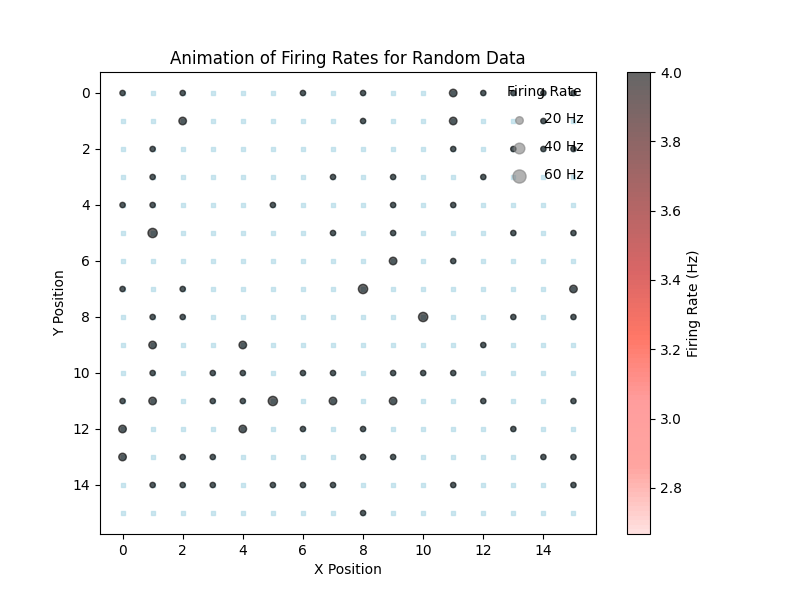 Animation of Firing Rates for Random Data
Firing Rate
20 Hz
40 Hz
60 Hz
0
2
4
6
8
10
12
14
Y Position
0 2 4 6 8 10 12 14
X Position
4.0
3.8
3.6
3.4
3.2
3.0
2.8
Firing Rate (Hz)